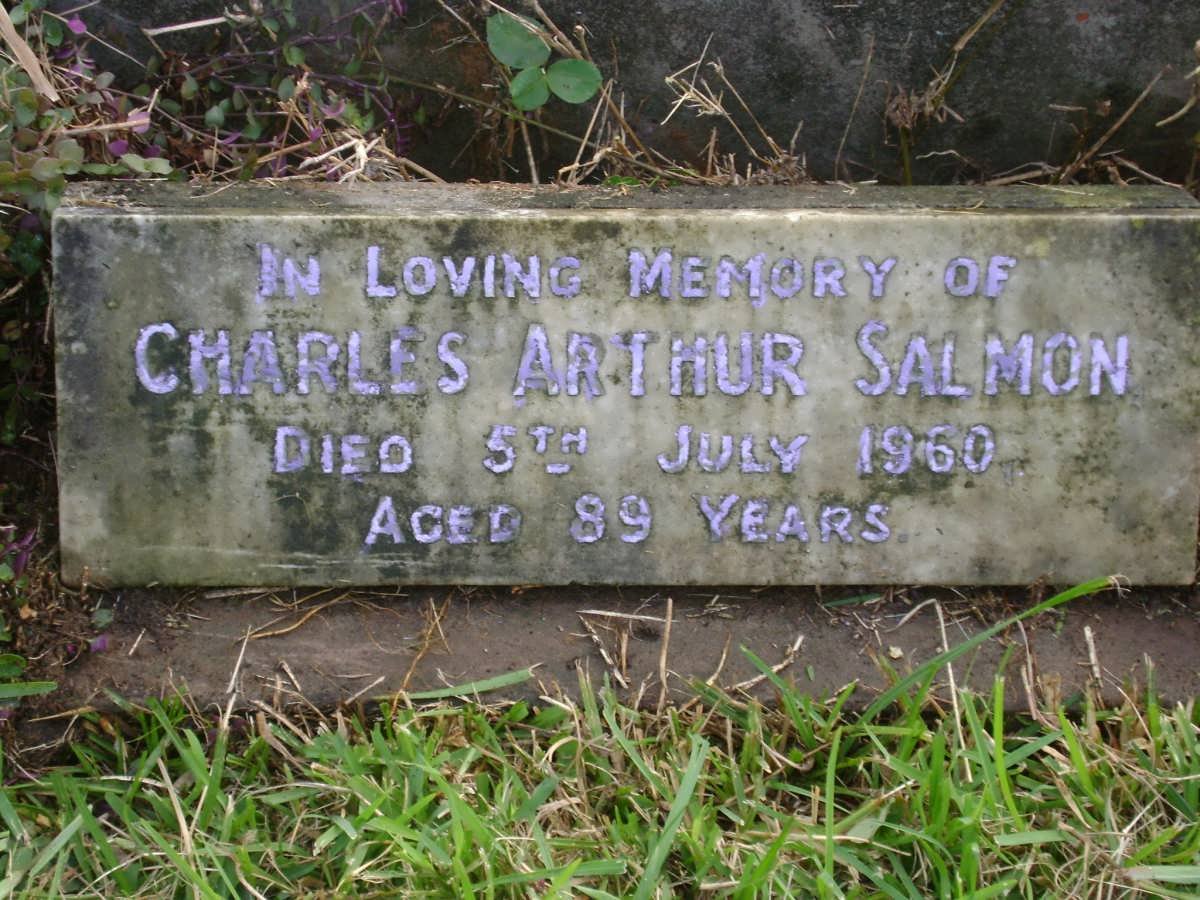 IN LOVING MEMORY OF
CHARLES ARTHUR SALMON
DIED 5TH JULY 1960
AGED 89 YEARS.